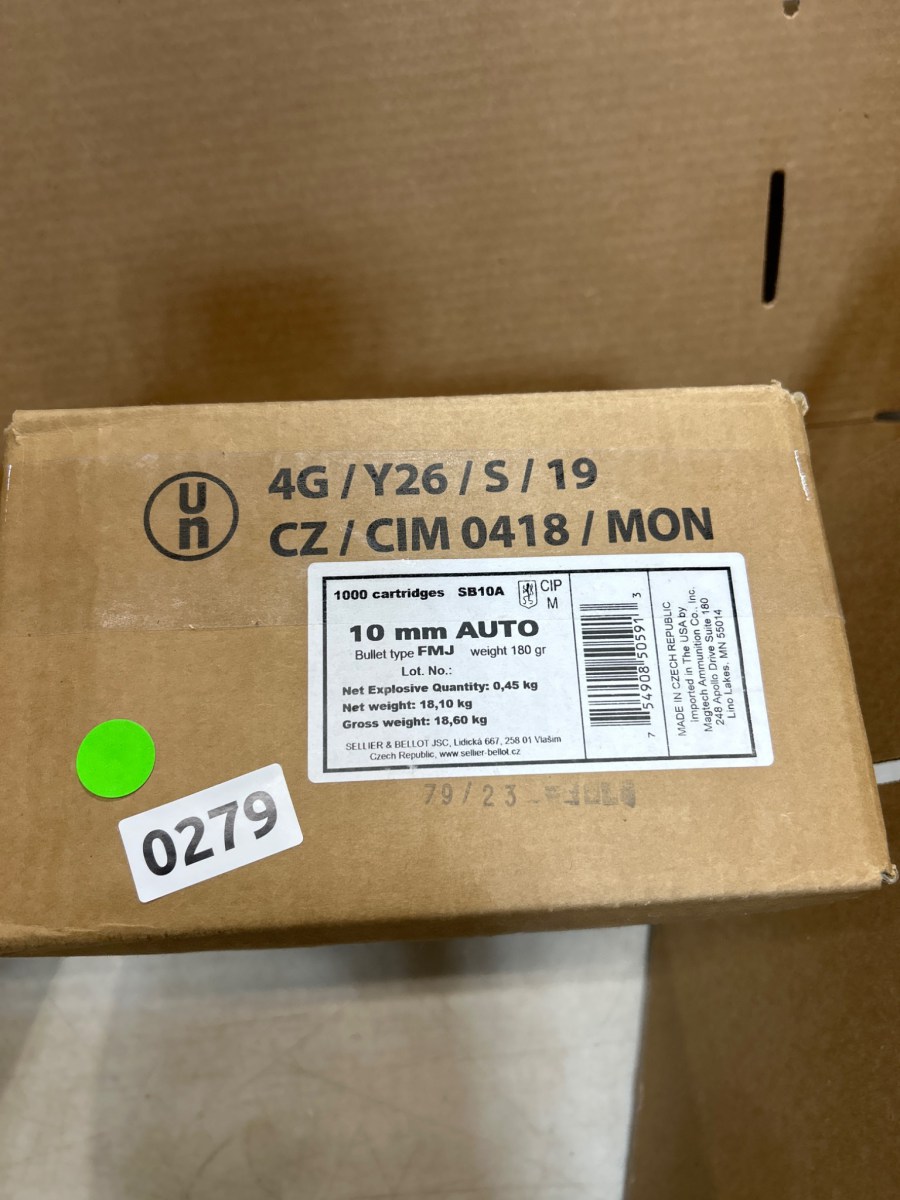 un
4G / Y26 / S / 19
CZ / CIM 0418 / MON
1000 cartridges SB10A
CIP
M
10 mm AUTO
Bullet type FMJ weight 180 gr
Lot. No.:
Net Explosive Quantity: 0,45 kg
Net weight: 18,10 kg
Gross weight: 18,60 kg
SELLIER & BELLOT JSC, Lidická 667, 258 01 Vlašim
Czech Republic, www.sellier-bellot.cz
7 54908 50591 3
MADE IN CZECH REPUBLIC
Imported in The USA by
Magtech Ammunition Co., Inc.
248 Apollo Drive Suite 180
Lino Lakes, MN 55014
79/23
0279